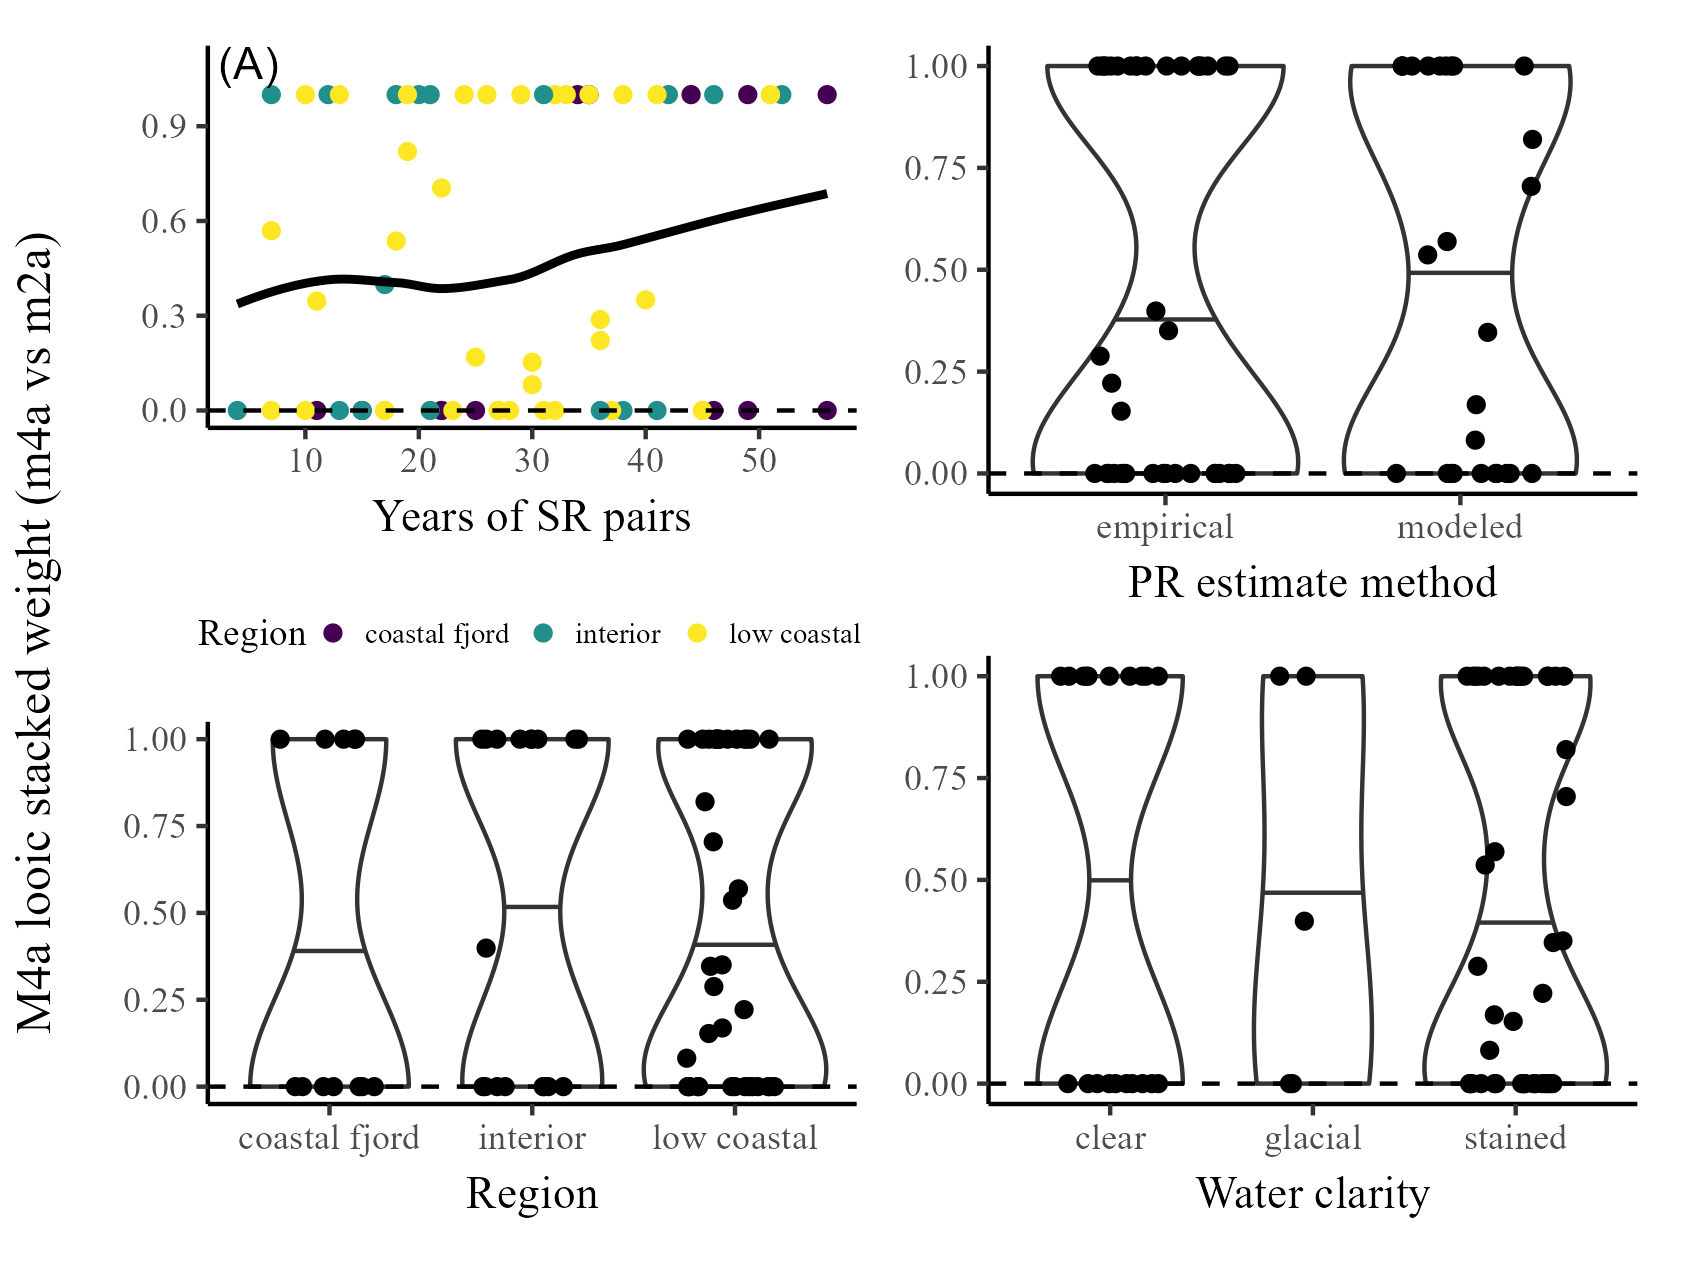 M4a looic stacked weight (m4a vs m2a)
(A)
0.9
0.6
0.3
0.0
10 20 30 40 50
Years of SR pairs
1.00
0.75
0.50
0.25
0.00
empirical modeled
PR estimate method
Region coastal fjord interior low coastal
1.00
0.75
0.50
0.25
0.00
coastal fjord interior low coastal
Region
1.00
0.75
0.50
0.25
0.00
clear glacial stained
Water clarity